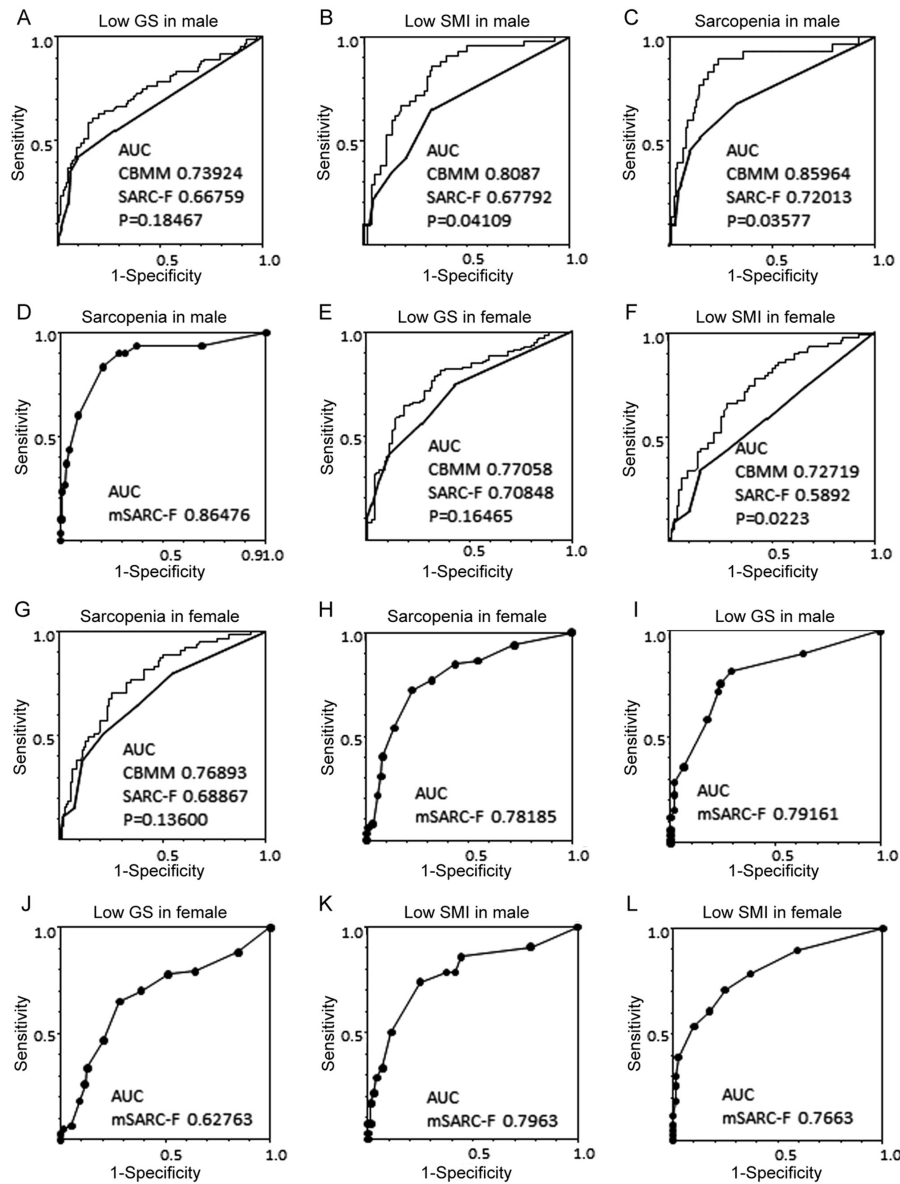 A
Low GS in male
1.0
Sensitivity
0.5
AUC
CBMM 0.73924
SARC-F 0.66759
P=0.18467
0.5
1.0
1-Specificity
B
Low SMI in male
1.0
Sensitivity
0.5
AUC
CBMM 0.8087
SARC-F 0.67792
P=0.04109
0.5
1.0
1-Specificity
C
Sarcopenia in male
1.0
Sensitivity
0.5
AUC
CBMM 0.85964
SARC-F 0.72013
P=0.03577
0.5
1.0
1-Specificity
D
Sarcopenia in male
1.0
Sensitivity
0.5
AUC
mSARC-F 0.86476
0.5
0.91.0
1-Specificity
E
Low GS in female
1.0
Sensitivity
0.5
AUC
CBMM 0.77058
SARC-F 0.70848
P=0.16465
0.5
1.0
1-Specificity
F
Low SMI in female
1.0
Sensitivity
0.5
AUC
CBMM 0.72719
SARC-F 0.5892
P=0.0223
0.5
1.0
1-Specificity
G
Sarcopenia in female
1.0
Sensitivity
0.5
AUC
CBMM 0.76893
SARC-F 0.68867
P=0.13600
0.5
1.0
1-Specificity
H
Sarcopenia in female
1.0
Sensitivity
0.5
AUC
mSARC-F 0.78185
0.5
1.0
1-Specificity
I
Low GS in male
1.0
Sensitivity
0.5
AUC
mSARC-F 0.79161
0.5
1.0
1-Specificity
J
Low GS in female
1.0
Sensitivity
0.5
AUC
mSARC-F 0.62763
0.5
1.0
1-Specificity
K
Low SMI in male
1.0
Sensitivity
0.5
AUC
mSARC-F 0.7963
0.5
1.0
1-Specificity
L
Low SMI in female
1.0
Sensitivity
0.5
AUC
mSARC-F 0.7663
0.5
1.0
1-Specificity